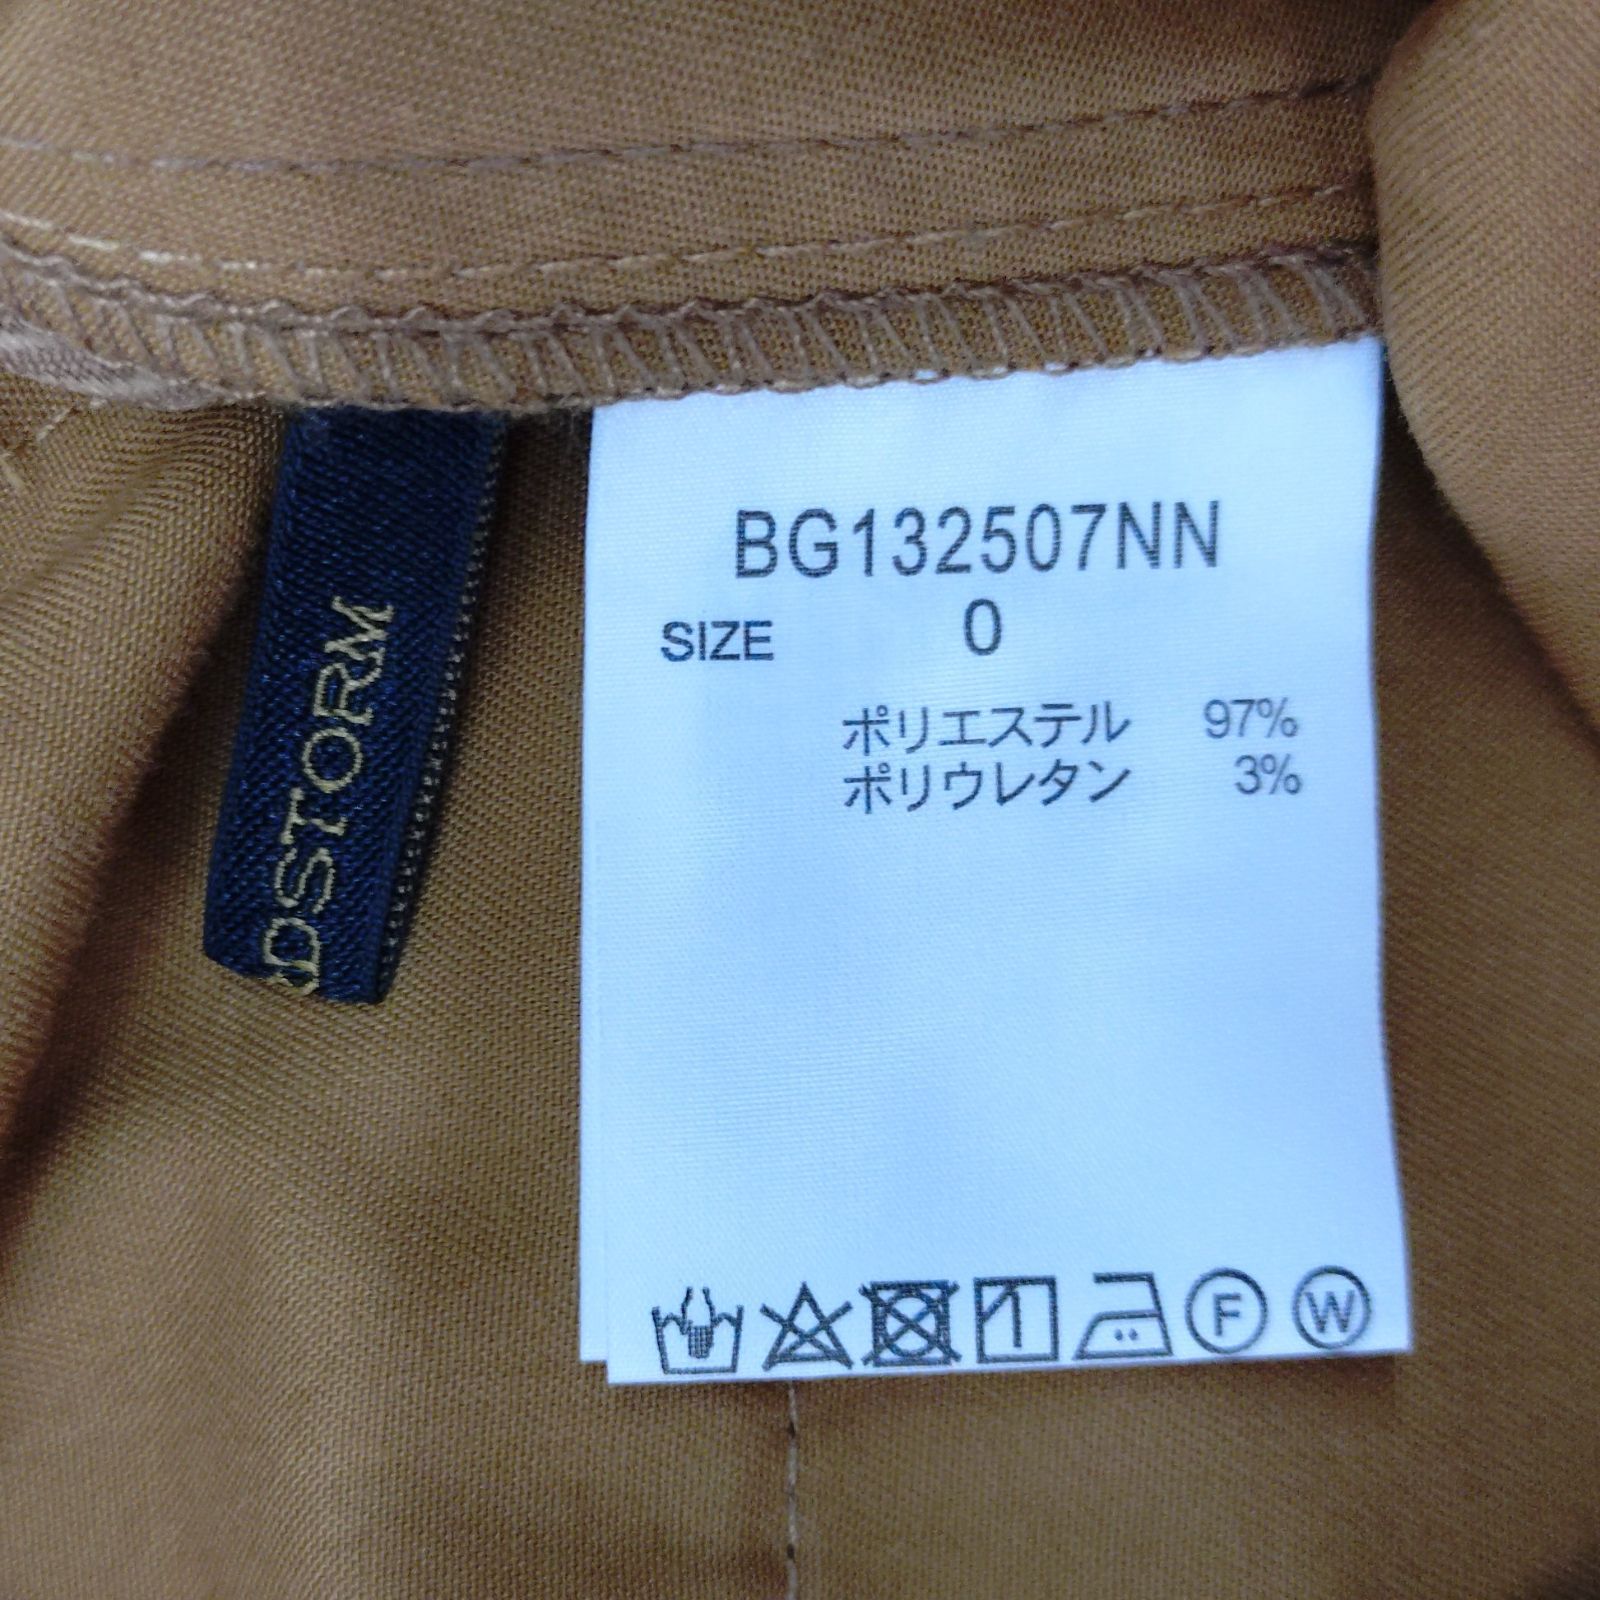 DSTORM
BG132507NN
SIZE 0
ポリエステル 97%
ポリウレタン 3%
F W